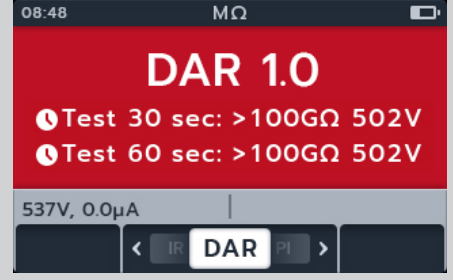 08:48 MΩ
DAR 1.0
Test 30 sec: >100GΩ 502V
Test 60 sec: >100GΩ 502V
537V, 0.0µA
< IR DAR PI >